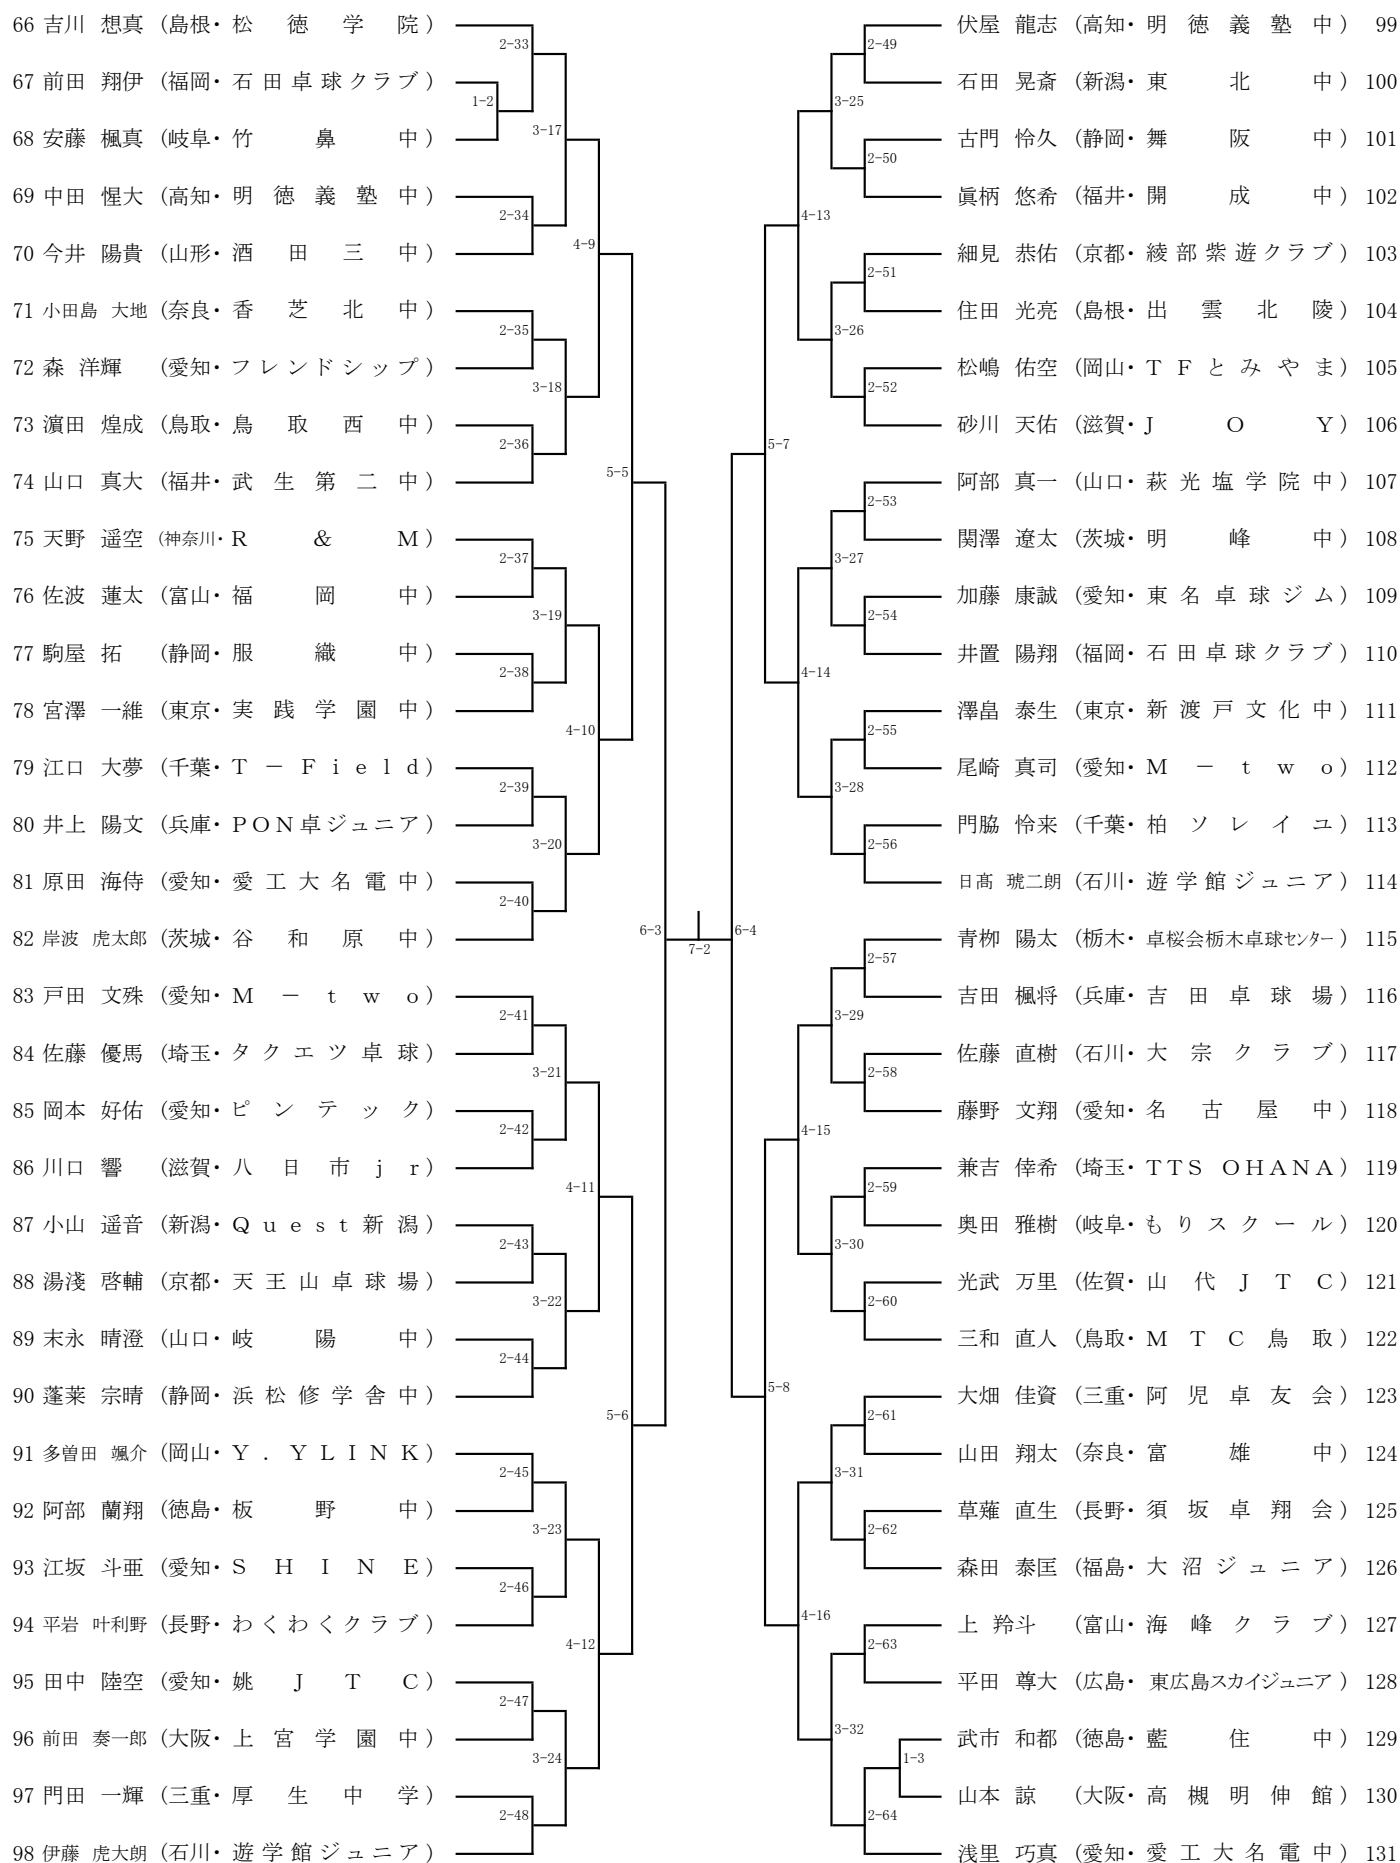 66 吉川 想真 (島根・松徳学院)
67 前田 翔伊 (福岡・石田卓球クラブ)
68 安藤 楓真 (岐阜・竹鼻中)
69 中田 惺大 (高知・明徳義塾中)
70 今井 陽貴 (山形・酒田三中)
71 小田島 大地 (奈良・香芝北中)
72 森 洋輝 (愛知・フレンドシップ)
73 濵田 煌成 (鳥取・鳥取西中)
74 山口 真大 (福井・武生第二中)
75 天野 遥空 (神奈川・R&M)
76 佐波 蓮太 (富山・福岡中)
77 駒屋 拓 (静岡・服織中)
78 宮澤 一維 (東京・実践学園中)
79 江口 大夢 (千葉・T－Field)
80 井上 陽文 (兵庫・PON卓ジュニア)
81 原田 海侍 (愛知・愛工大名電中)
82 岸波 虎太郎 (茨城・谷和原中)
83 戸田 文殊 (愛知・M－two)
84 佐藤 優馬 (埼玉・タクエツ卓球)
85 岡本 好佑 (愛知・ピンテック)
86 川口 響 (滋賀・八日市jr)
87 小山 遥音 (新潟・Quest新潟)
88 湯淺 啓輔 (京都・天王山卓球場)
89 末永 晴澄 (山口・岐陽中)
90 蓬莱 宗晴 (静岡・浜松修学舎中)
91 多曽田 颯介 (岡山・Y.YLINK)
92 阿部 蘭翔 (徳島・板野中)
93 江坂 斗亜 (愛知・SHINE)
94 平岩 叶利野 (長野・わくわくクラブ)
95 田中 陸空 (愛知・姚JTC)
96 前田 奏一郎 (大阪・上宮学園中)
97 門田 一輝 (三重・厚生中学)
98 伊藤 虎大朗 (石川・遊学館ジュニア)
2-33
1-2
3-17
2-34
4-9
2-35
3-18
2-36
5-5
2-37
3-19
2-38
4-10
2-39
3-20
2-40
6-3
2-41
3-21
2-42
4-11
2-43
3-22
2-44
5-6
2-45
3-23
2-46
4-12
2-47
3-24
2-48
7-2
6-4
2-49
3-25
2-50
4-13
2-51
3-26
2-52
5-7
2-53
3-27
2-54
4-14
2-55
3-28
2-56
2-57
3-29
2-58
4-15
2-59
3-30
2-60
5-8
2-61
3-31
2-62
4-16
2-63
3-32
1-3
2-64
伏屋 龍志 (高知・明徳義塾中) 99
石田 晃斎 (新潟・東北中) 100
古門 怜久 (静岡・舞阪中) 101
眞柄 悠希 (福井・開成中) 102
細見 恭佑 (京都・綾部紫遊クラブ) 103
住田 光亮 (島根・出雲北陵) 104
松嶋 佑空 (岡山・TFとみやま) 105
砂川 天佑 (滋賀・JOY) 106
阿部 真一 (山口・萩光塩学院中) 107
関澤 遼太 (茨城・明峰中) 108
加藤 康誠 (愛知・東名卓球ジム) 109
井置 陽翔 (福岡・石田卓球クラブ) 110
澤畠 泰生 (東京・新渡戸文化中) 111
尾崎 真司 (愛知・M－two) 112
門脇 怜来 (千葉・柏ソレイユ) 113
日髙 琥二朗 (石川・遊学館ジュニア) 114
青栁 陽太 (栃木・卓桜会栃木卓球センター) 115
吉田 楓将 (兵庫・吉田卓球場) 116
佐藤 直樹 (石川・大宗クラブ) 117
藤野 文翔 (愛知・名古屋中) 118
兼吉 倖希 (埼玉・TTS OHANA) 119
奥田 雅樹 (岐阜・もりスクール) 120
光武 万里 (佐賀・山代JTC) 121
三和 直人 (鳥取・MTC鳥取) 122
大畑 佳資 (三重・阿児卓友会) 123
山田 翔太 (奈良・富雄中) 124
草薙 直生 (長野・須坂卓翔会) 125
森田 泰匡 (福島・大沼ジュニア) 126
上 羚斗 (富山・海峰クラブ) 127
平田 尊大 (広島・東広島スカイジュニア) 128
武市 和都 (徳島・藍住中) 129
山本 諒 (大阪・高槻明伸館) 130
浅里 巧真 (愛知・愛工大名電中) 131